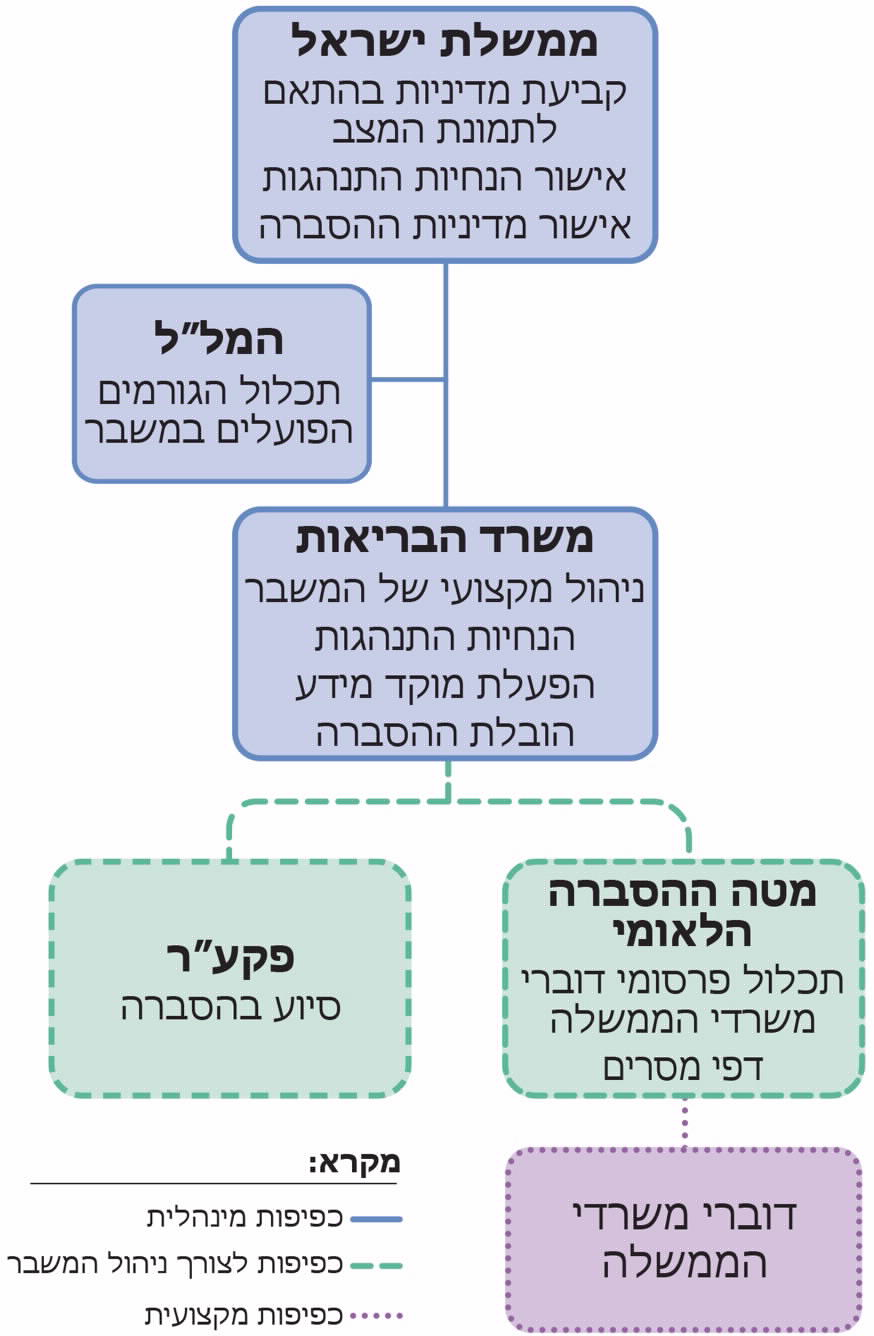 ממשלת ישראל
קביעת מדיניות בהתאם
לתמונת המצב
אישור הנחיות התנהגות
אישור מדיניות ההסברה
המל״ל
תכלול הגורמים
הפועלים במשבר
משרד הבריאות
ניהול מקצועי של המשבר
הנחיות התנהגות
הפעלת מוקד מידע
הובלת ההסברה
מטה ההסברה
הלאומי
תכלול פרסומי דוברי
משרדי הממשלה
דפי מסרים
פקע״ר
סיוע בהסברה
דוברי משרדי
הממשלה
מקרא:
כפיפות מינהלית
כפיפות לצורך ניהול המשבר
כפיפות מקצועית